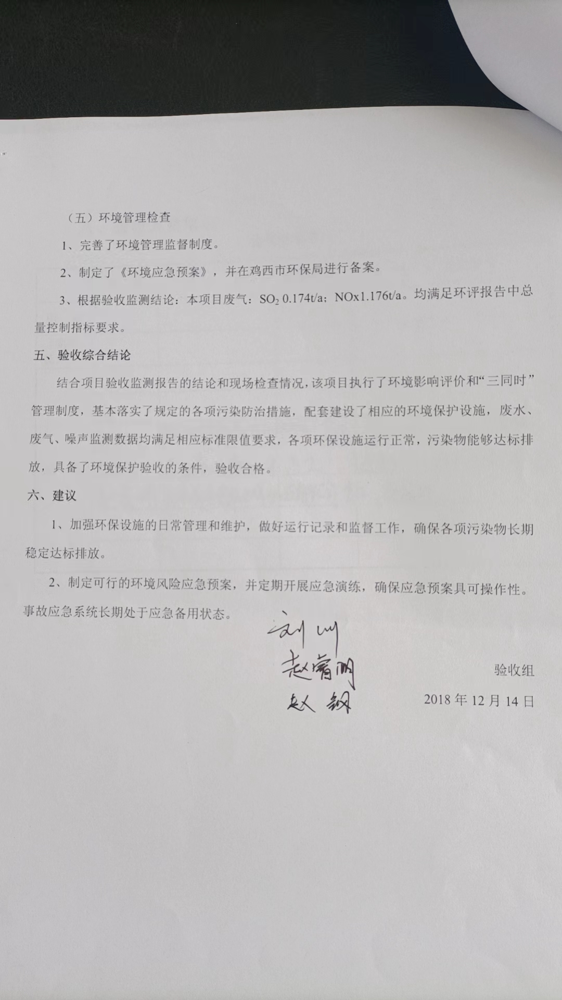 （五）环境管理检查
1、完善了环境管理监督制度。
2、制定了《环境应急预案》，并在鸡西市环保局进行备案。
3、根据验收监测结论：本项目废气：SO₂ 0.174t/a；NOx1.176t/a。均满足环评报告中总
量控制指标要求。
五、验收综合结论
结合项目验收监测报告的结论和现场检查情况，该项目执行了环境影响评价和“三同时”
管理制度，基本落实了规定的各项污染防治措施，配套建设了相应的环境保护设施，废水、
废气、噪声监测数据均满足相应标准限值要求，各项环保设施运行正常，污染物能够达标排
放，具备了环境保护验收的条件，验收合格。
六、建议
1、加强环保设施的日常管理和维护，做好运行记录和监督工作，确保各项污染物长期
稳定达标排放。
2、制定可行的环境风险应急预案，并定期开展应急演练，确保应急预案具可操作性。
事故应急系统长期处于应急备用状态。
刘川
赵睿明
赵钢
验收组
2018 年 12 月 14 日